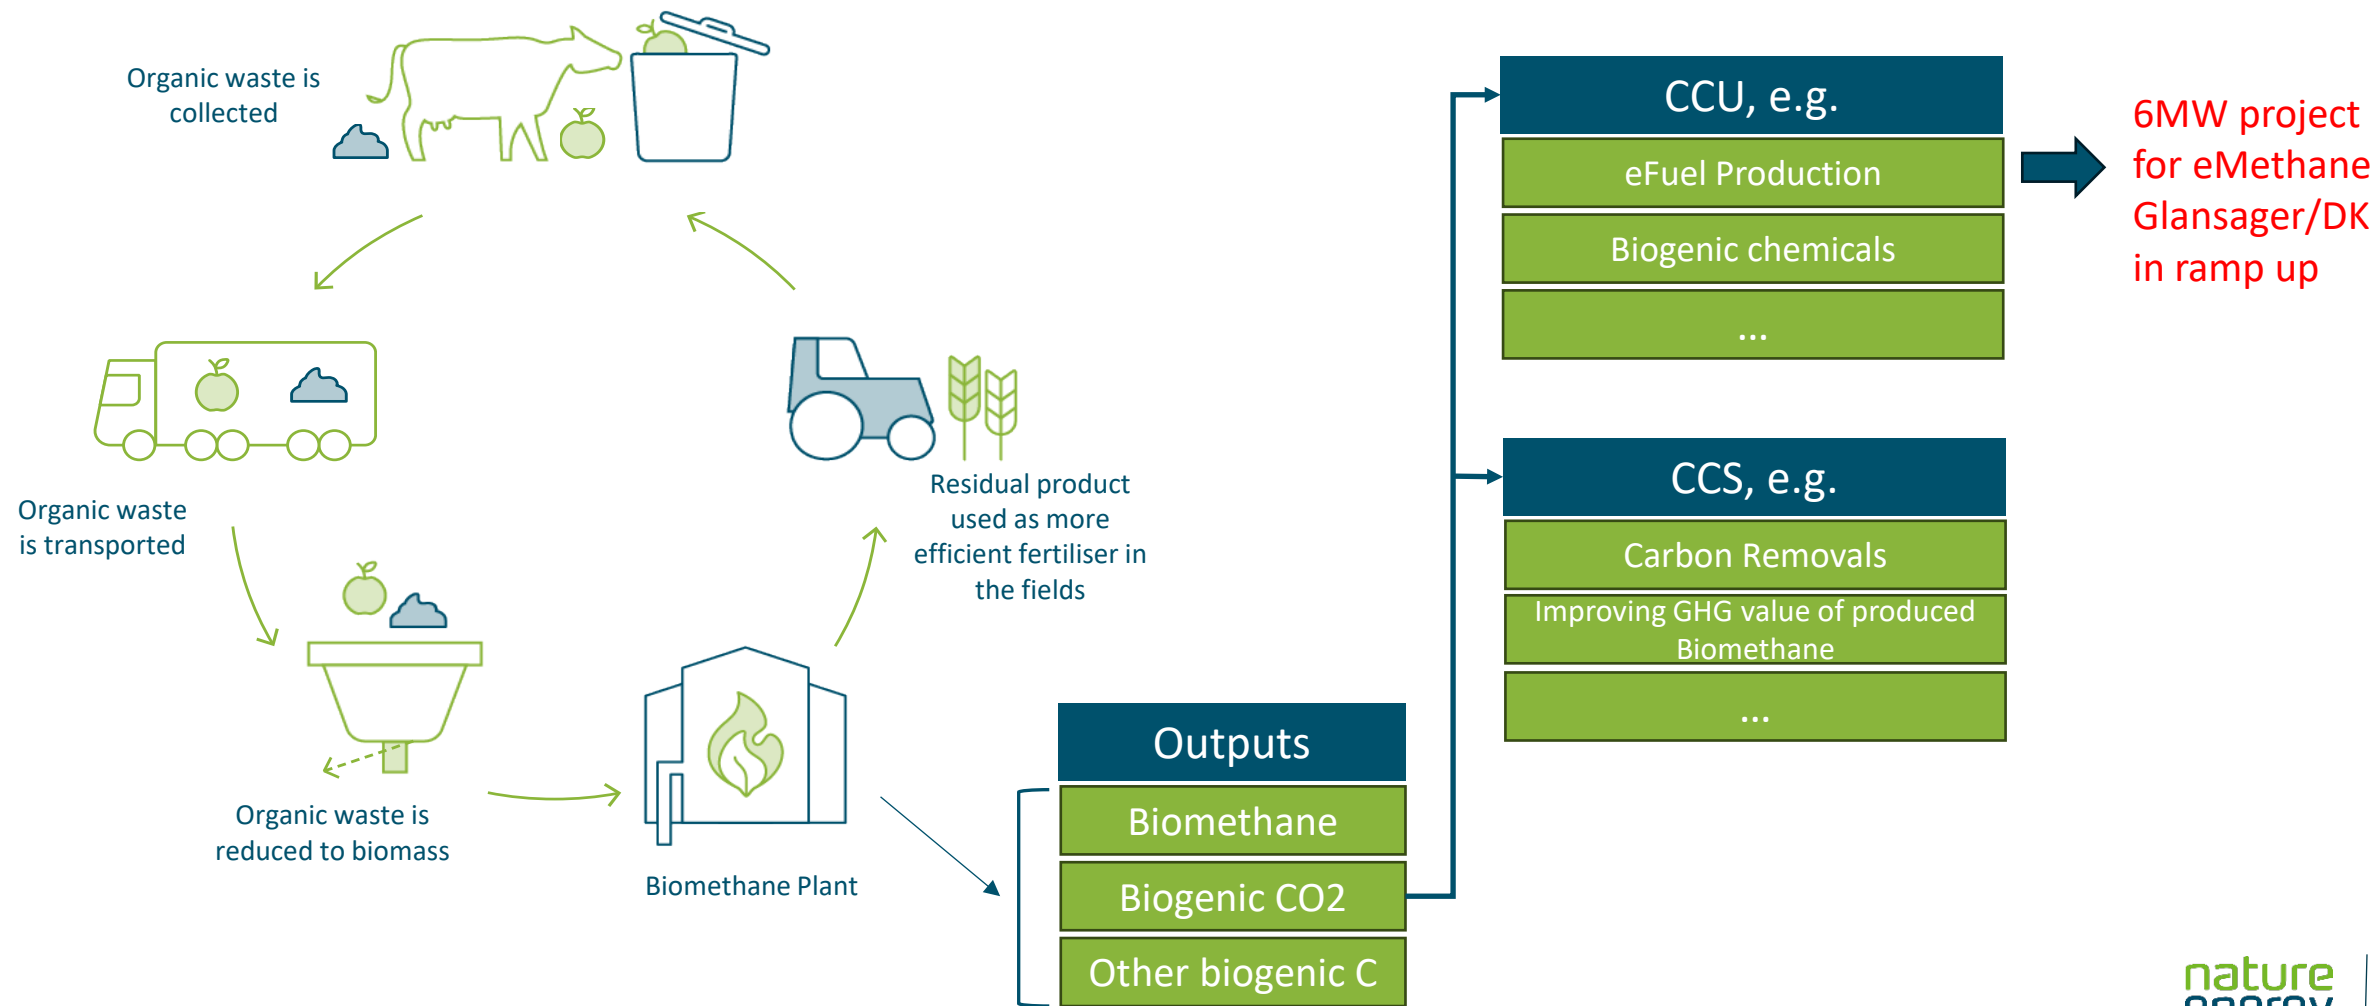 Organic waste is
collected
Organic waste
is transported
Organic waste is
reduced to biomass
Biomethane Plant
Residual product
used as more
efficient fertiliser in
the fields
Outputs
Biomethane
Biogenic CO2
Other biogenic C
CCU, e.g.
eFuel Production
Biogenic chemicals
...
6MW project
for eMethane
Glansager/DK
in ramp up
CCS, e.g.
Carbon Removals
Improving GHG value of produced
Biomethane
...
nature
energy